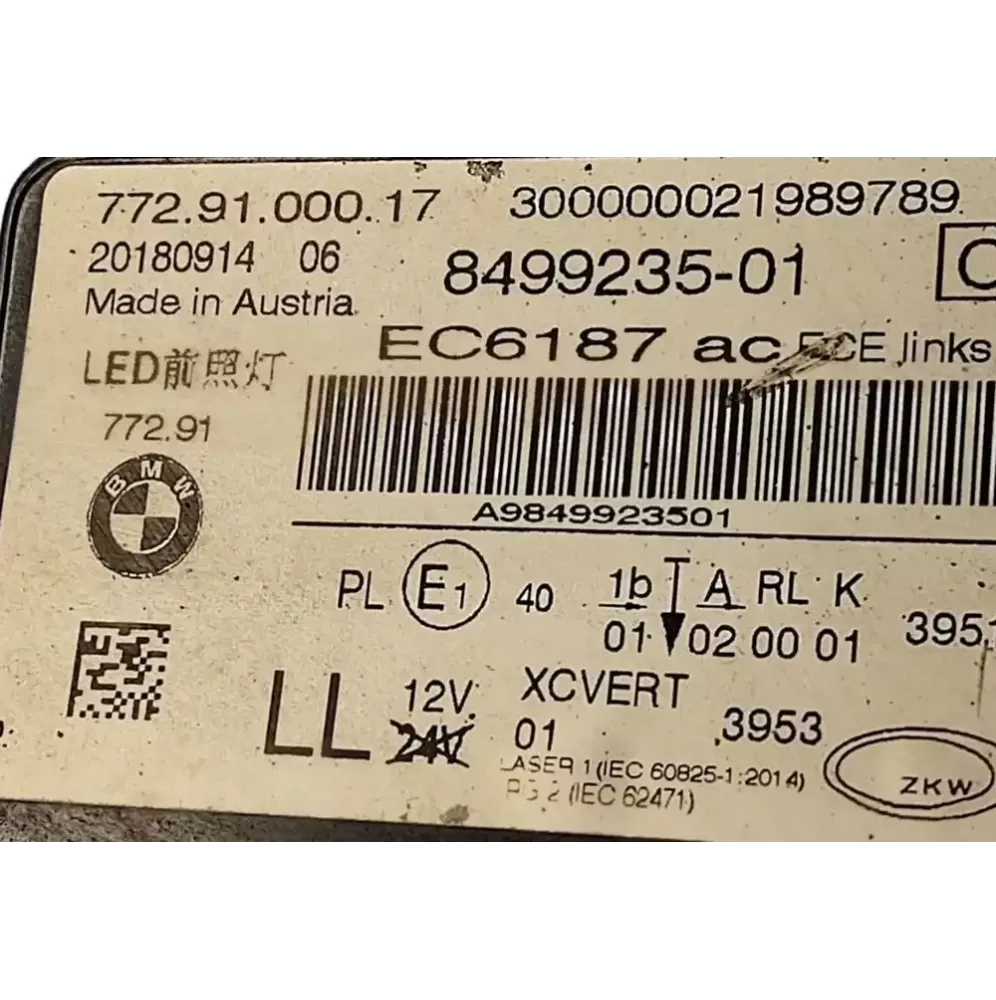 772.91.000.17 300000021989789
20180914 06 8499235-01
Made in Austria
EC6187 ac ECE links
LED前照灯
772.91
BMW
A9849923501
PL E1 40 1b A RL K
01 02 00 01
LL 12V XCVERT
24V 01 3953
LASER 1 (IEC 60825-1:2014)
RG 2 (IEC 62471)
ZKW